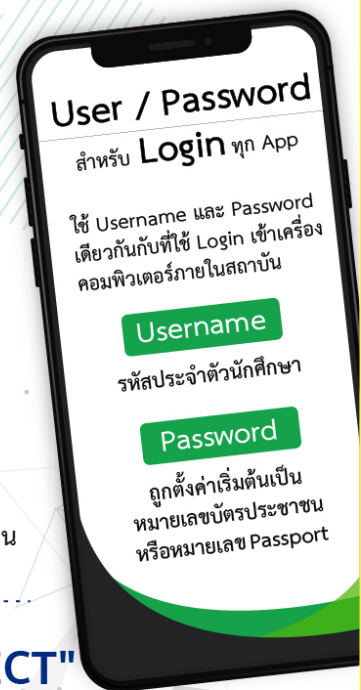 User / Password
สำหรับ Login ทุก App
ใช้ Username และ Password
เดียวกันกับที่ใช้ Login เข้าเครื่อง
คอมพิวเตอร์ภายในสถาบัน
Username
รหัสประจำตัวนักศึกษา
Password
ถูกตั้งค่าเริ่มต้นเป็น
หมายเลขบัตรประชาชน
หรือหมายเลข Passport
น
ECT"